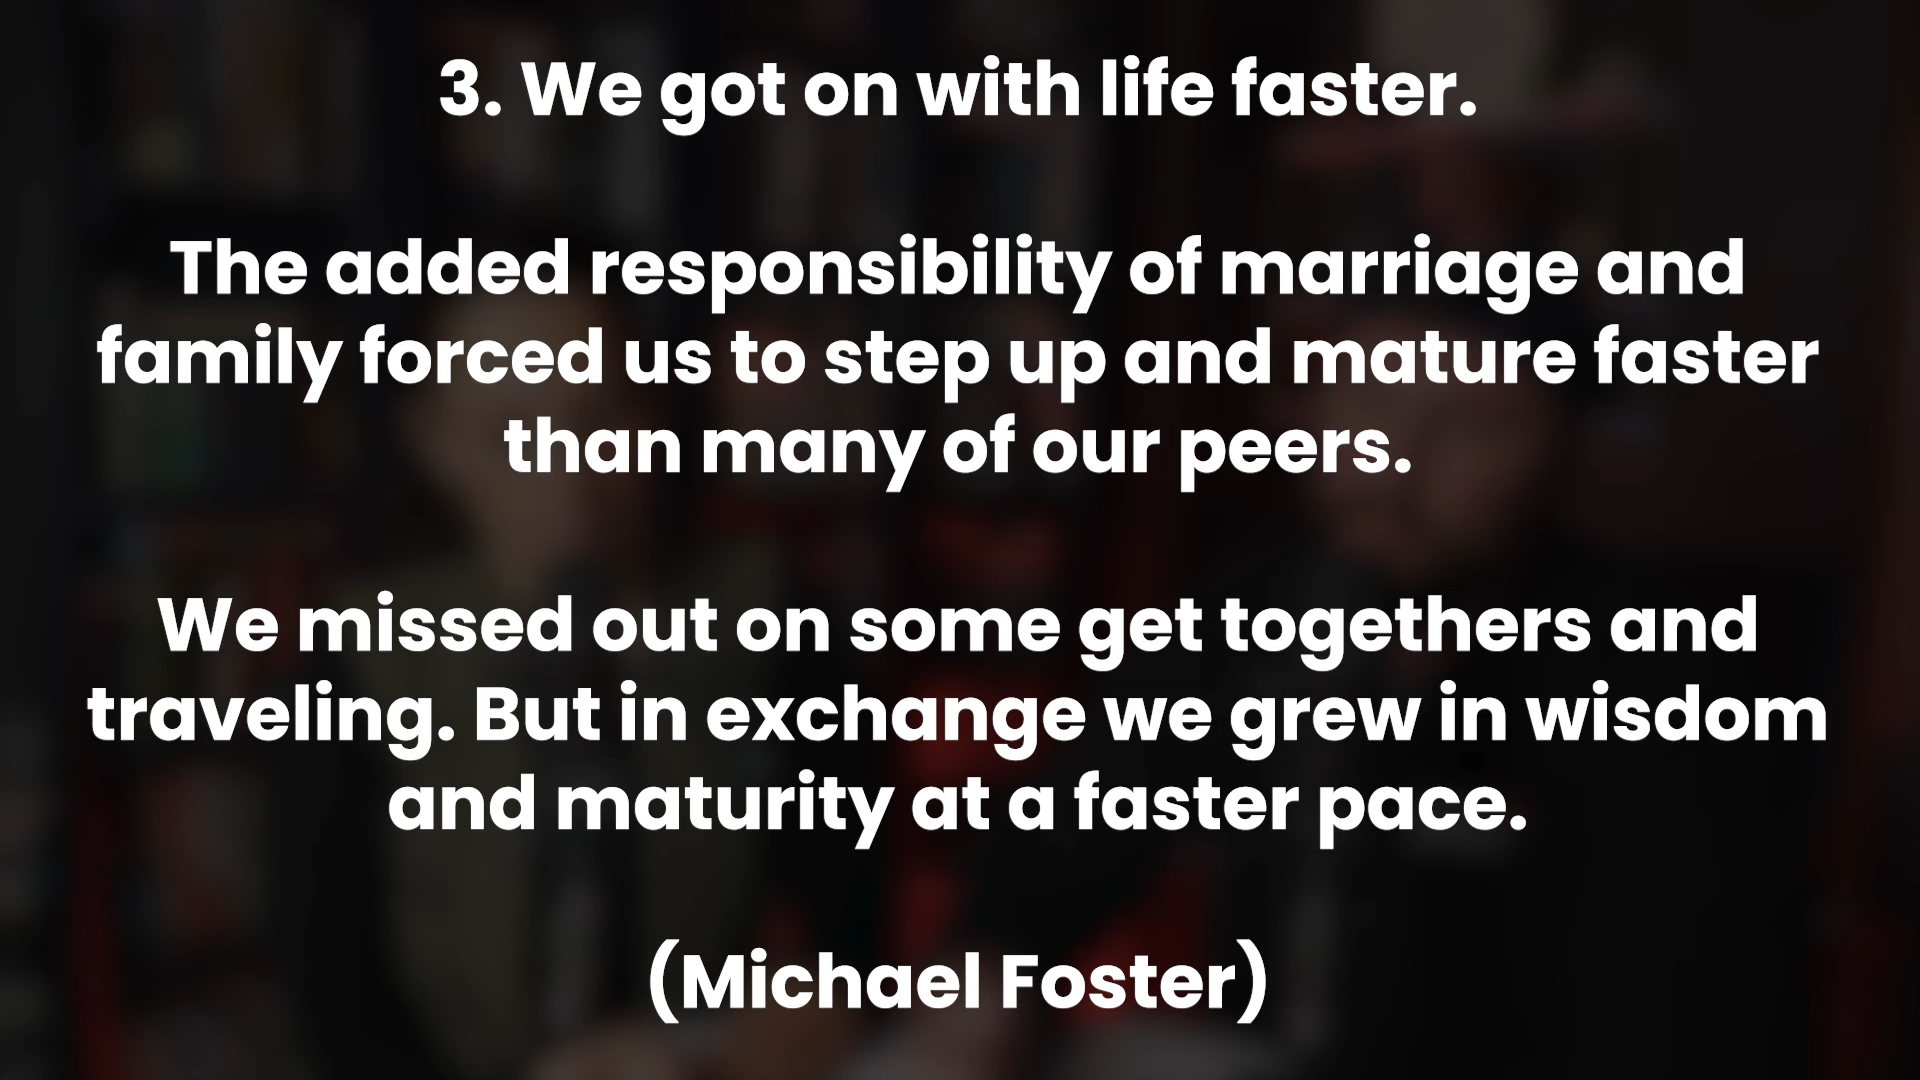 3. We got on with life faster.
The added responsibility of marriage and
family forced us to step up and mature faster
than many of our peers.
We missed out on some get togethers and
traveling. But in exchange we grew in wisdom
and maturity at a faster pace.
(Michael Foster)